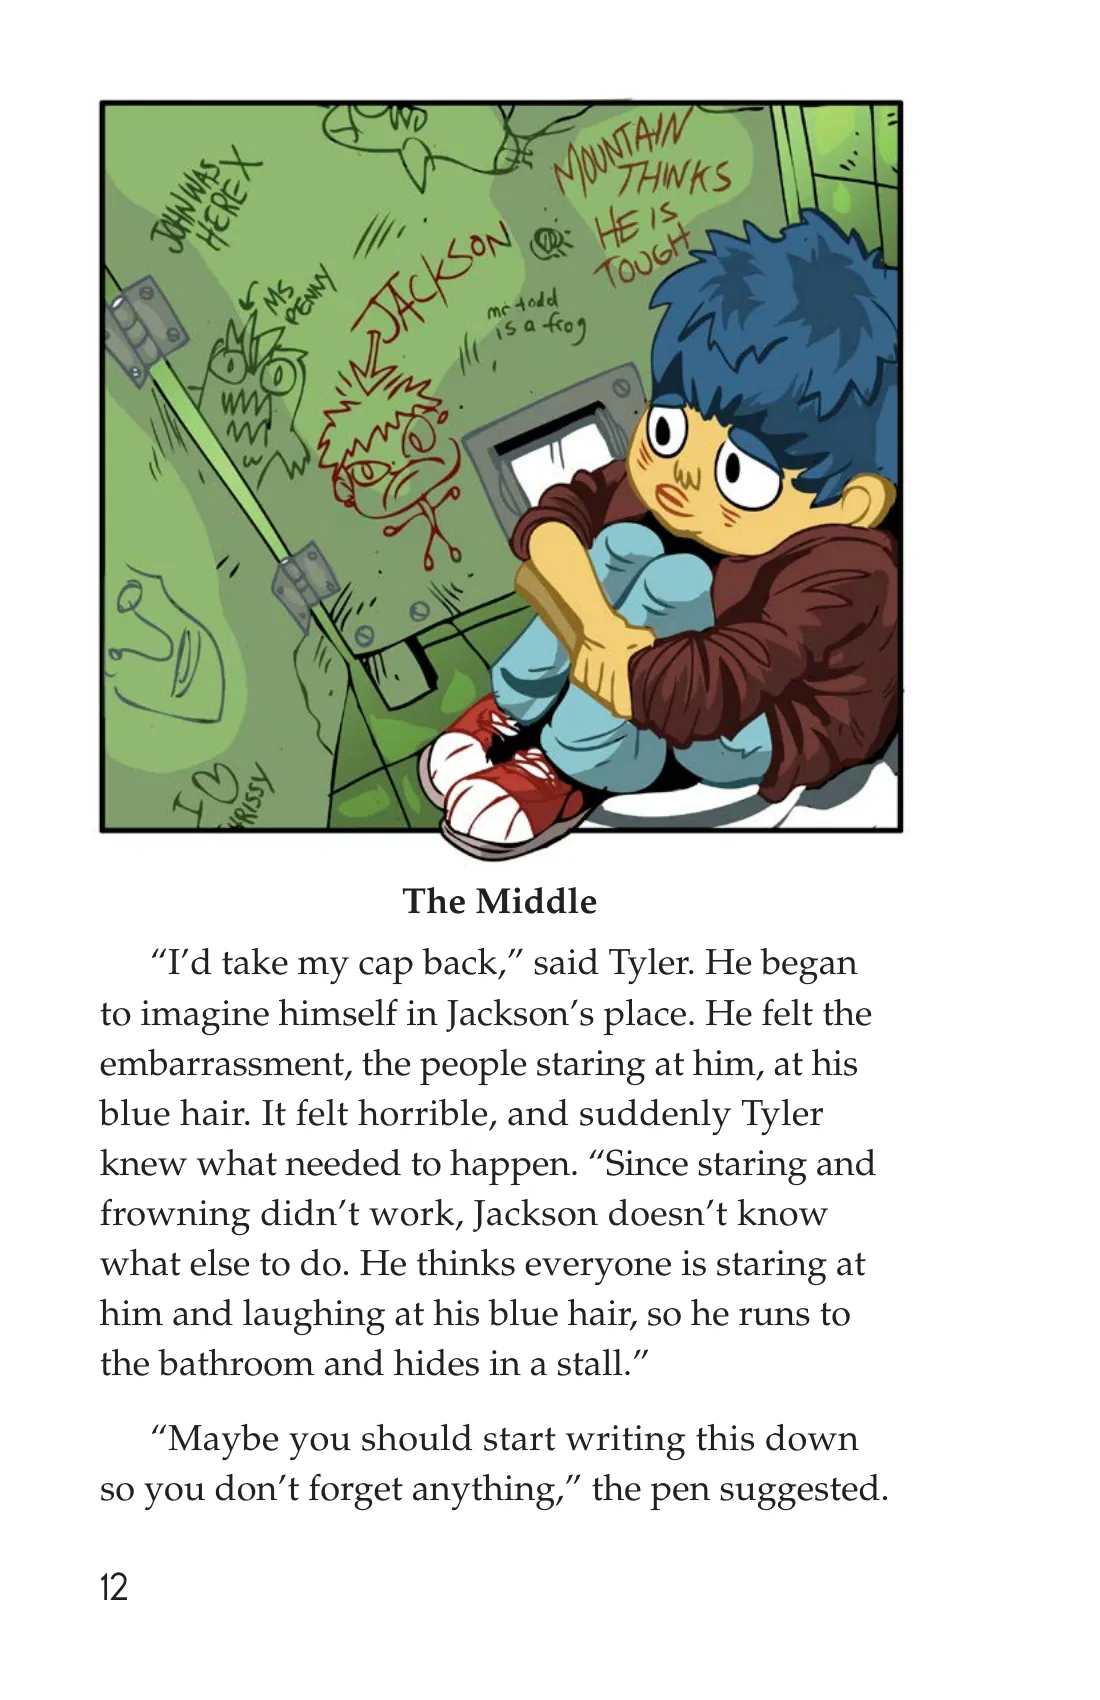 JOHN WAS
HERE X
MS
PENNY
JACKSON
mr todd
is a frog
MOUNTAIN
THINKS
HE IS
TOUGH
I ♡
CHRISSY
The Middle
“I’d take my cap back,” said Tyler. He began
to imagine himself in Jackson’s place. He felt the
embarrassment, the people staring at him, at his
blue hair. It felt horrible, and suddenly Tyler
knew what needed to happen. “Since staring and
frowning didn’t work, Jackson doesn’t know
what else to do. He thinks everyone is staring at
him and laughing at his blue hair, so he runs to
the bathroom and hides in a stall.”
“Maybe you should start writing this down
so you don’t forget anything,” the pen suggested.
12